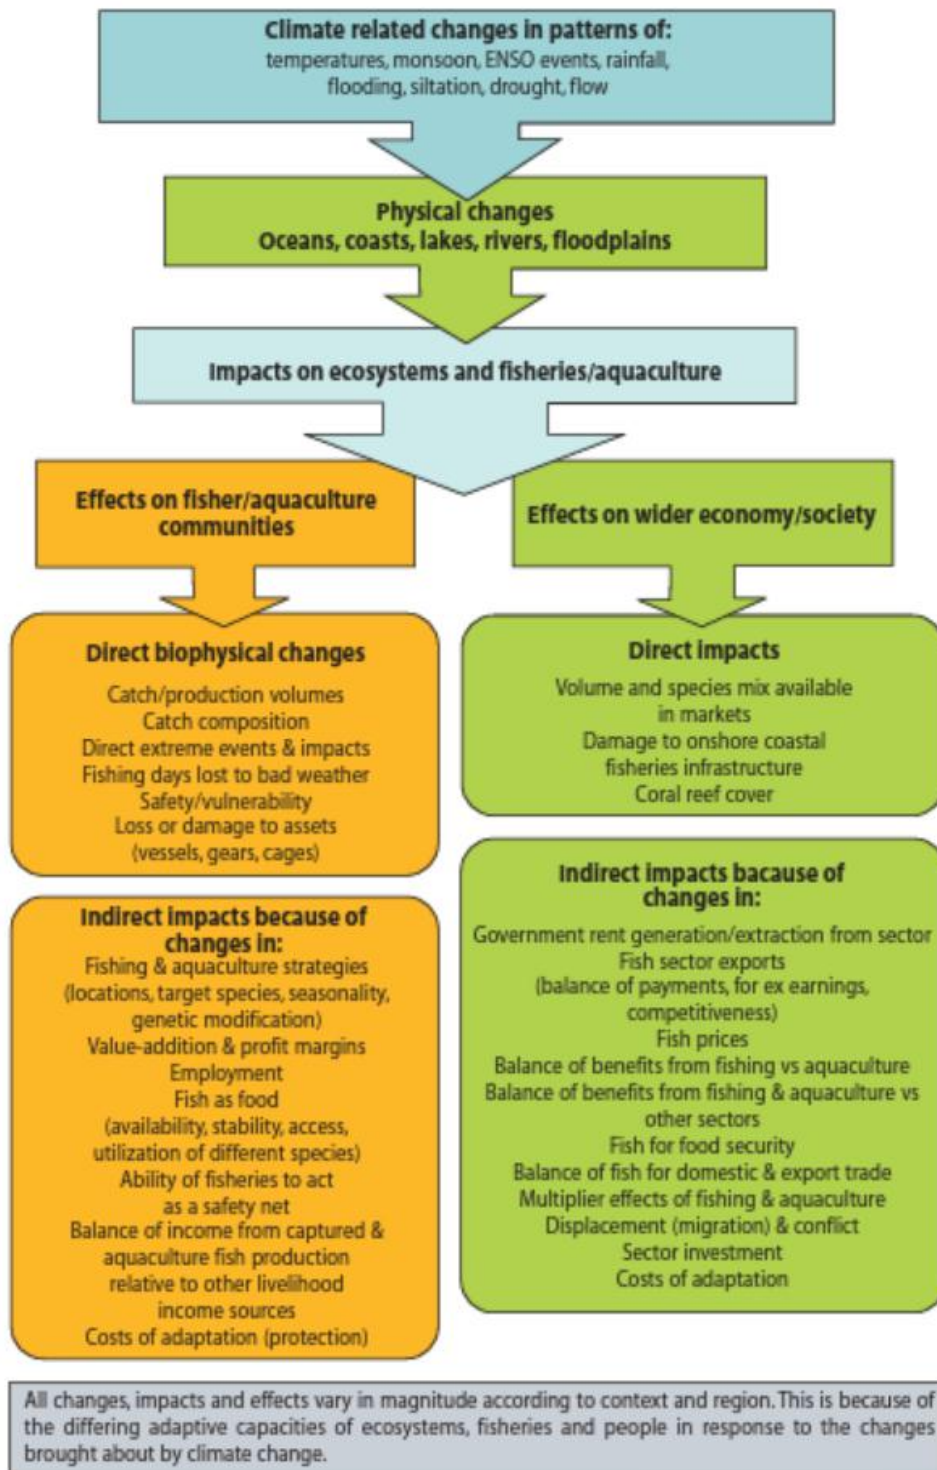 Climate related changes in patterns of:
temperatures, monsoon, ENSO events, rainfall,
flooding, siltation, drought, flow
Physical changes
Oceans, coasts, lakes, rivers, floodplains
Impacts on ecosystems and fisheries/aquaculture
Effects on fisher/aquaculture
communities
Direct biophysical changes
Catch/production volumes
Catch composition
Direct extreme events & impacts
Fishing days lost to bad weather
Safety/vulnerability
Loss or damage to assets
(vessels, gears, cages)
Indirect impacts because of
changes in:
Fishing & aquaculture strategies
(locations, target species, seasonality,
genetic modification)
Value-addition & profit margins
Employment
Fish as food
(availability, stability, access,
utilization of different species)
Ability of fisheries to act
as a safety net
Balance of income from captured &
aquaculture fish production
relative to other livelihood
income sources
Costs of adaptation (protection)
Effects on wider economy/society
Direct impacts
Volume and species mix available
in markets
Damage to onshore coastal
fisheries infrastructure
Coral reef cover
Indirect impacts bacause of
changes in:
Government rent generation/extraction from sector
Fish sector exports
(balance of payments, for ex earnings,
competitiveness)
Fish prices
Balance of benefits from fishing vs aquaculture
Balance of benefits from fishing & aquaculture vs
other sectors
Fish for food security
Balance of fish for domestic & export trade
Multiplier effects of fishing & aquaculture
Displacement (migration) & conflict
Sector investment
Costs of adaptation
All changes, impacts and effects vary in magnitude according to context and region. This is because of
the differing adaptive capacities of ecosystems, fisheries and people in response to the changes
brought about by climate change.